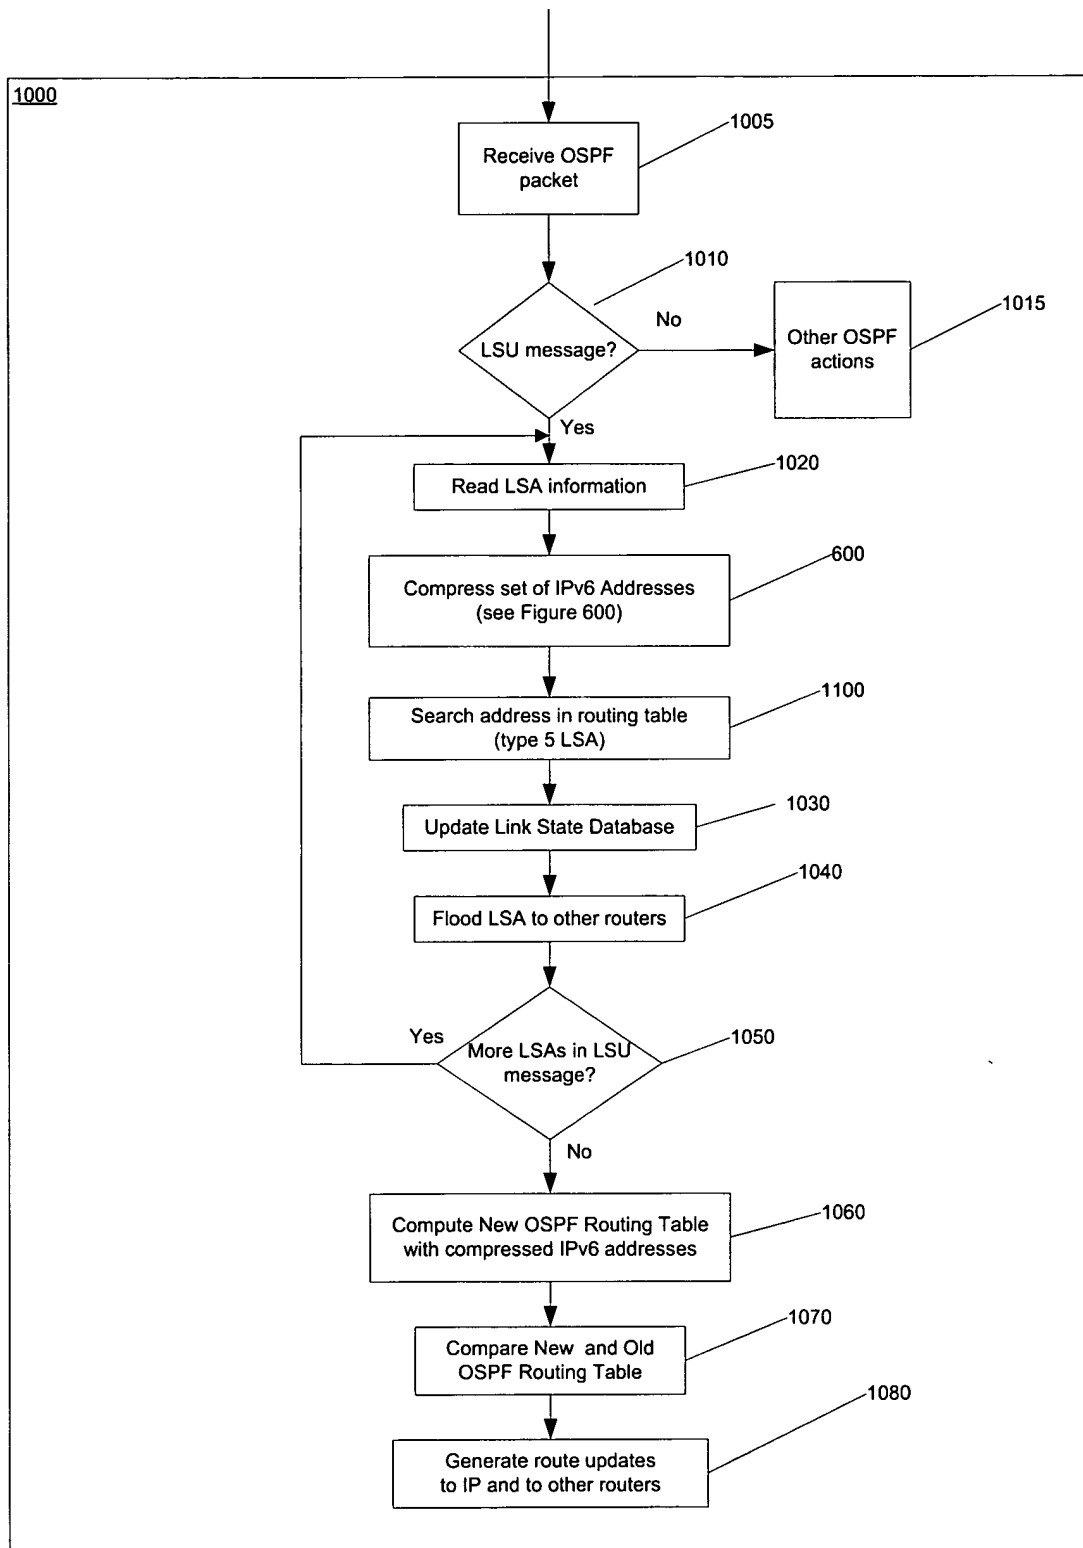 1000
1005
Receive OSPF
packet
1010
LSU message?
No
1015
Other OSPF
actions
Yes
1020
Read LSA information
600
Compress set of IPv6 Addresses
(see Figure 600)
1100
Search address in routing table
(type 5 LSA)
1030
Update Link State Database
1040
Flood LSA to other routers
Yes
1050
More LSAs in LSU
message?
No
1060
Compute New OSPF Routing Table
with compressed IPv6 addresses
1070
Compare New and Old
OSPF Routing Table
1080
Generate route updates
to IP and to other routers